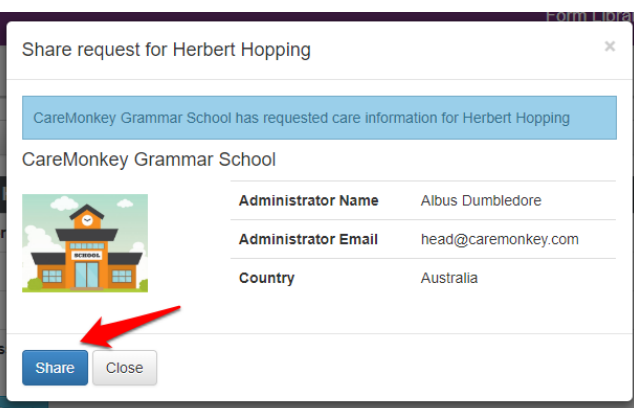 Form Libra
Share request for Herbert Hopping ×
CareMonkey Grammar School has requested care information for Herbert Hopping
CareMonkey Grammar School
Administrator Name Albus Dumbledore
Administrator Email head@caremonkey.com
SCHOOL
Country Australia
Share Close